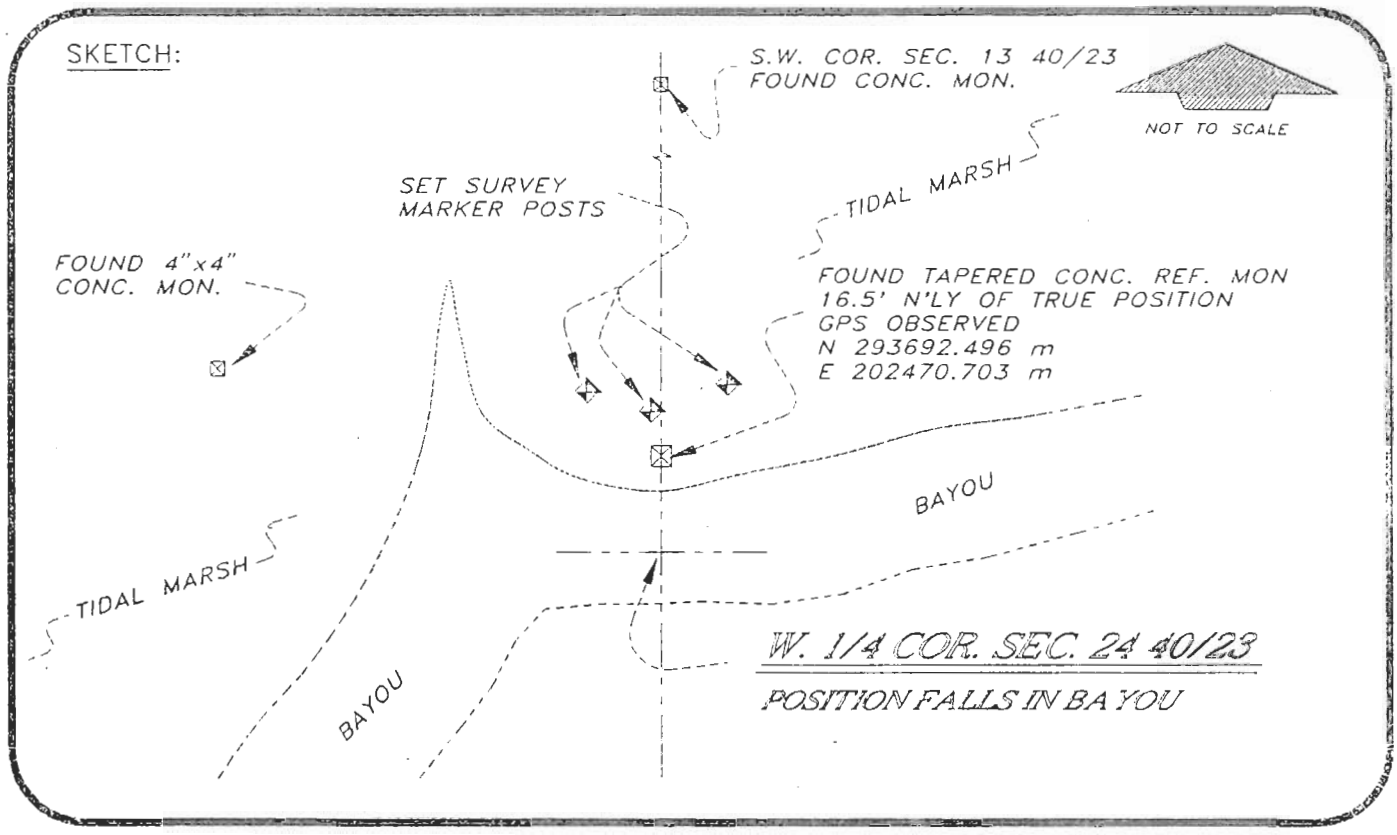 SKETCH:
S.W. COR. SEC. 13 40/23
FOUND CONC. MON.
NOT TO SCALE
TIDAL MARSH
SET SURVEY
MARKER POSTS
FOUND 4"x4"
CONC. MON.
FOUND TAPERED CONC. REF. MON
16.5' N'LY OF TRUE POSITION
GPS OBSERVED
N 293692.496 m
E 202470.703 m
BAYOU
TIDAL MARSH
BAYOU
W. 1/4 COR. SEC. 24 40/23
POSITION FALLS IN BAYOU